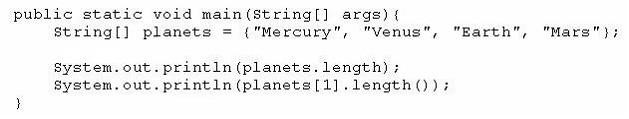 public static void main(String[] args){
String[] planets = {"Mercury", "Venus", "Earth", "Mars"};
System.out.println(planets.length);
System.out.println(planets[1].length());
}